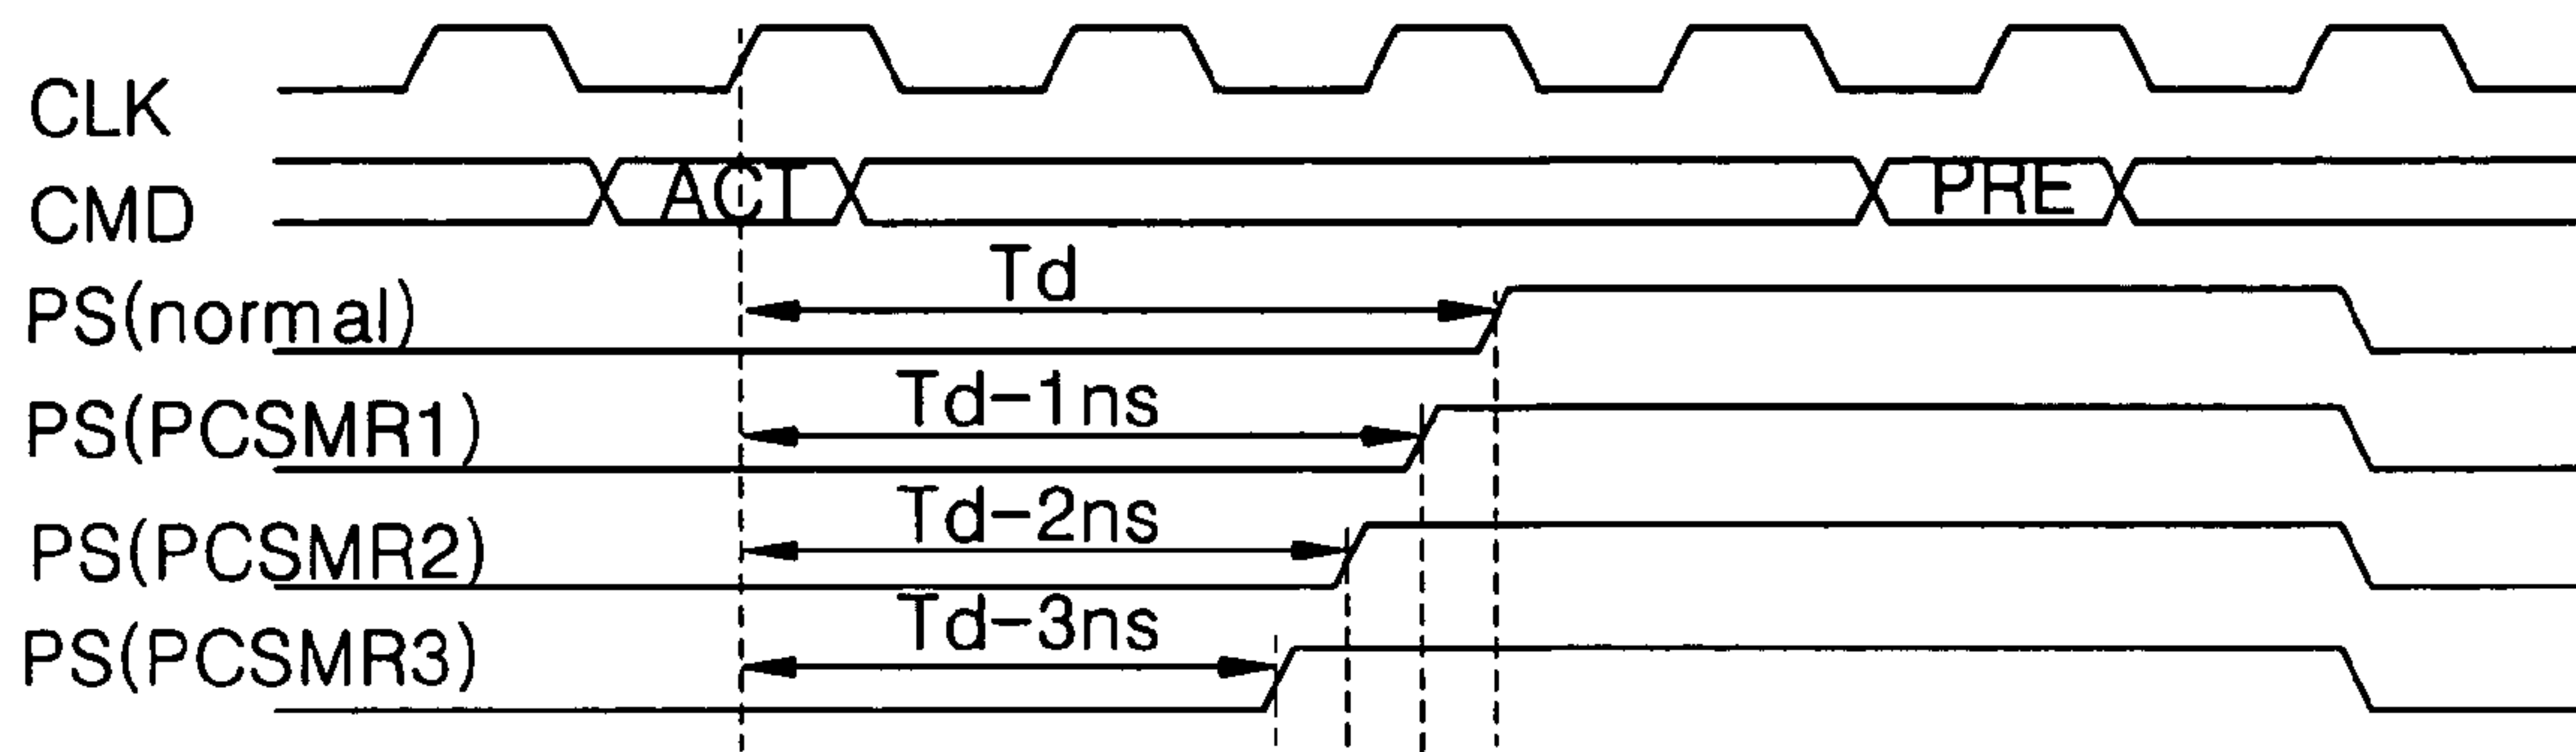 CLK
CMD ACT PRE
PS(normal) Td
PS(PCSMR1) Td-1ns
PS(PCSMR2) Td-2ns
PS(PCSMR3) Td-3ns